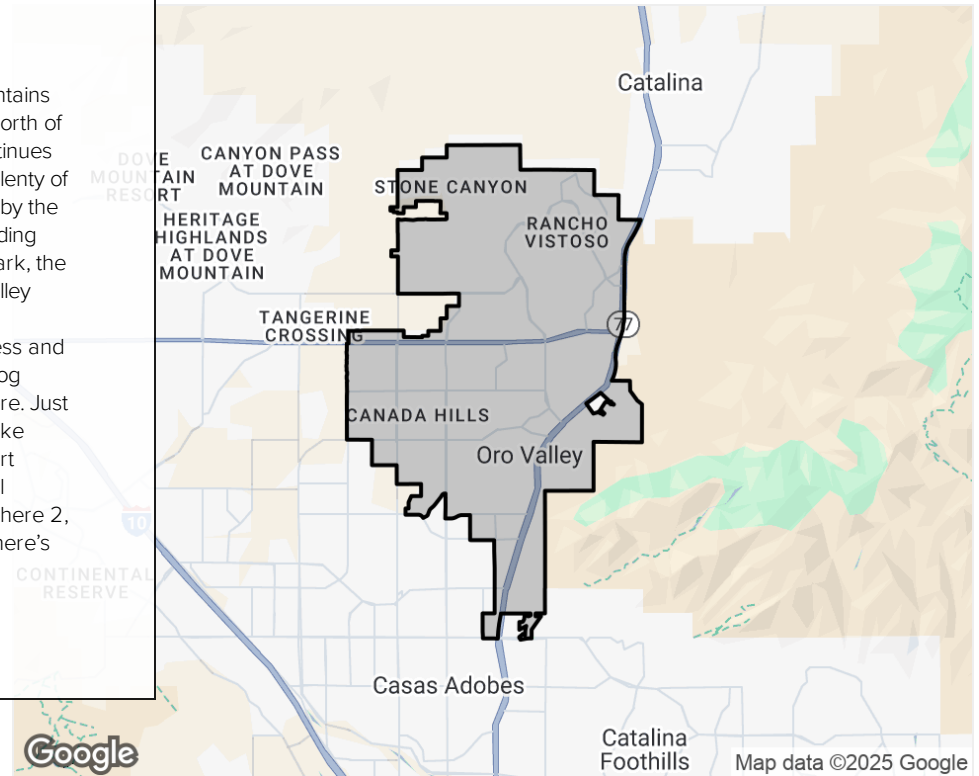 ntains
orth of
tinues
lenty of
by the
ding
ark, the
lley
ess and
og
re. Just
ke
rt
l
here 2,
here's
Catalina
DOVE
MOUNTAIN
RESORT
CANYON PASS
AT DOVE
MOUNTAIN
STONE CANYON
HERITAGE
HIGHLANDS
AT DOVE
MOUNTAIN
RANCHO
VISTOSO
TANGERINE
CROSSING
77
CANADA HILLS
Oro Valley
10
CONTINENTAL
RESERVE
Casas Adobes
Catalina
Foothills
Google
Map data ©2025 Google